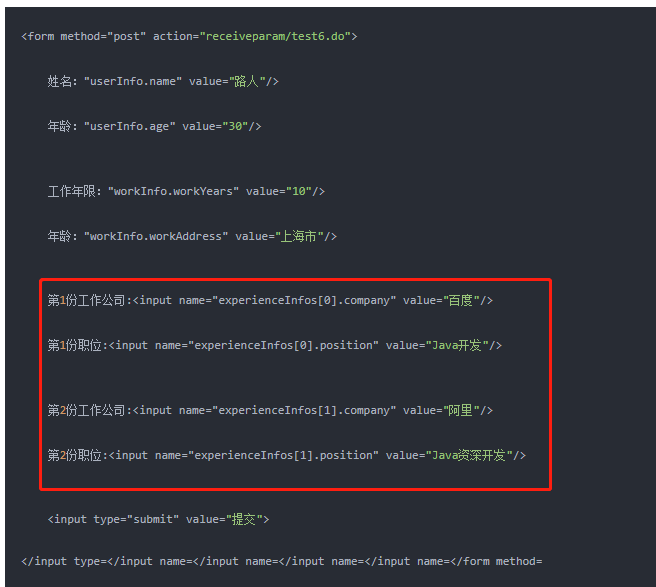 <form method="post" action="receiveparam/test6.do">
姓名："userInfo.name" value="路人"/>
年龄："userInfo.age" value="30"/>
工作年限："workInfo.workYears" value="10"/>
年龄："workInfo.workAddress" value="上海市"/>
第1份工作公司:<input name="experienceInfos[0].company" value="百度"/>
第1份职位:<input name="experienceInfos[0].position" value="Java开发"/>
第2份工作公司:<input name="experienceInfos[1].company" value="阿里"/>
第2份职位:<input name="experienceInfos[1].position" value="Java资深开发"/>
<input type="submit" value="提交">
</input type=</input name=</input name=</input name=</input name=</form method=